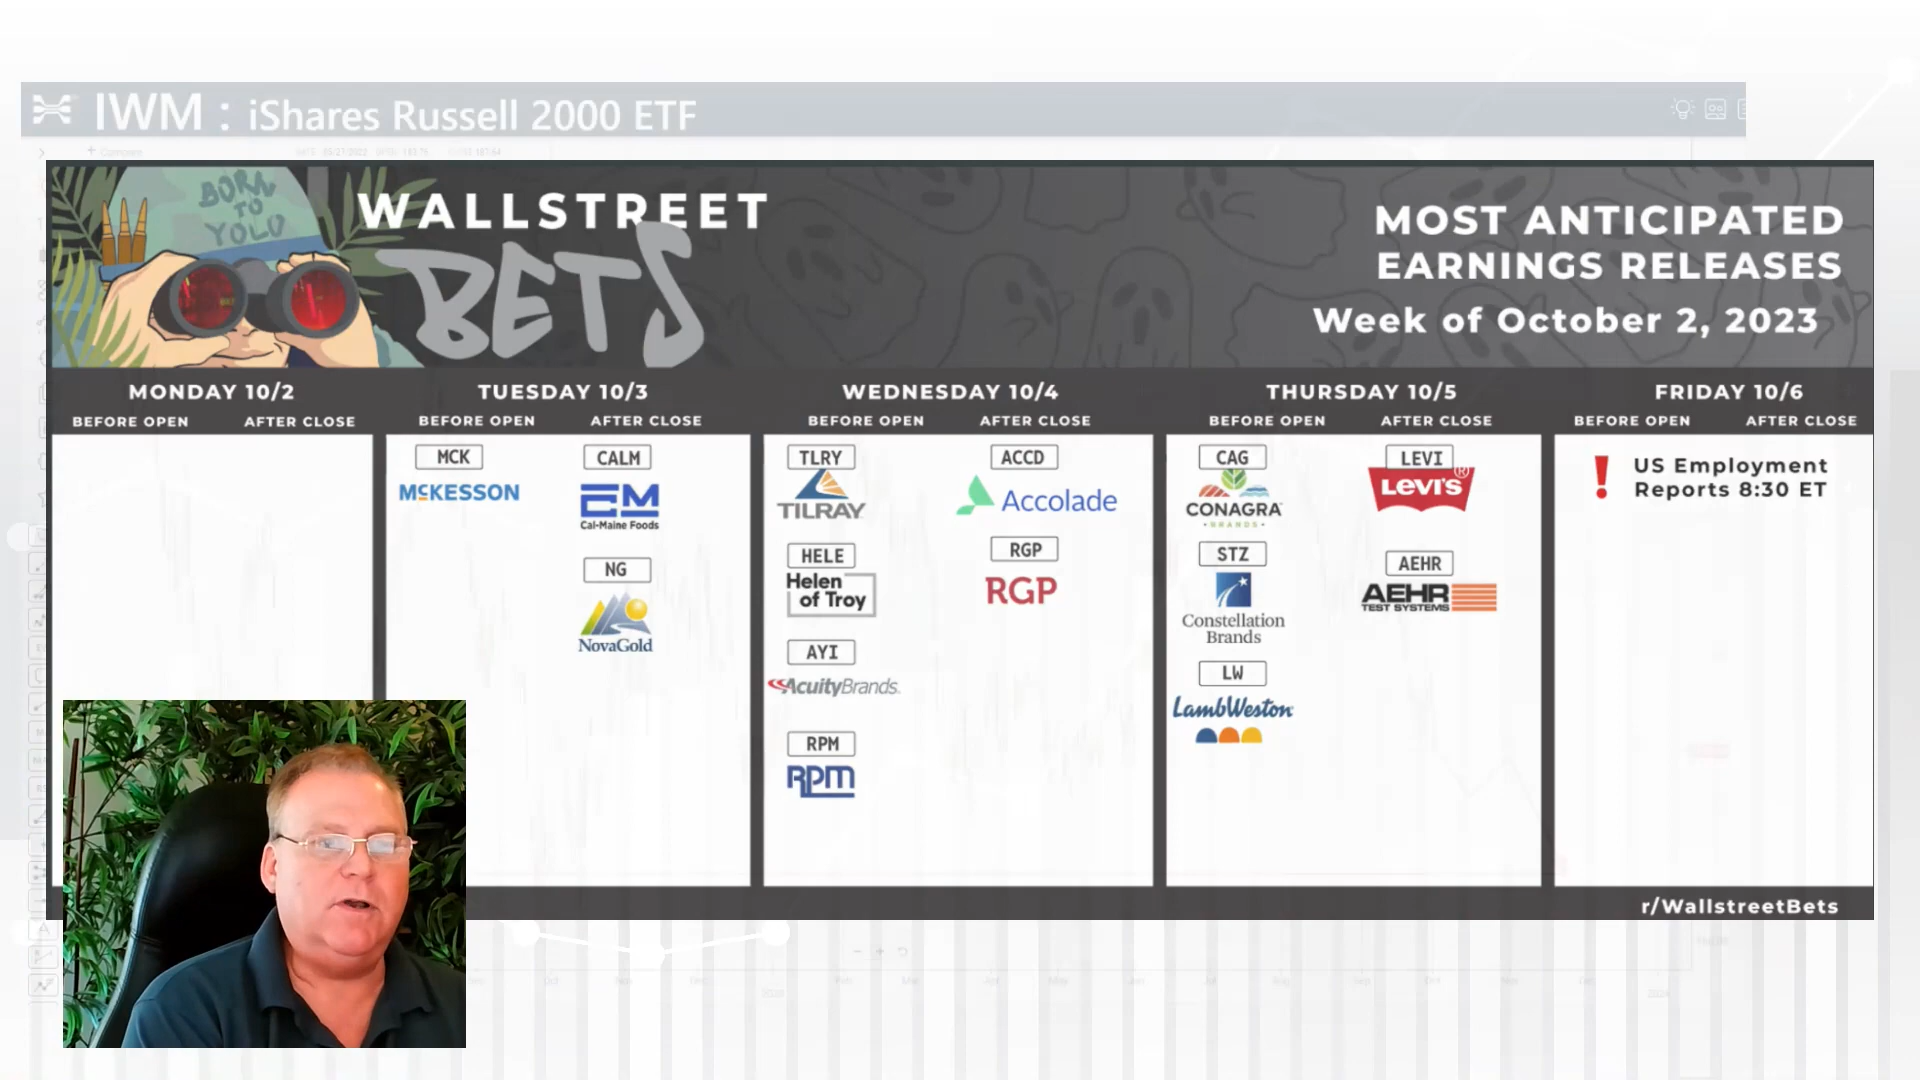 IWM : iShares Russell 2000 ETF
Compare
BORN
TO
YOLO
WALLSTREET
BETS
MOST ANTICIPATED
EARNINGS RELEASES
Week of October 2, 2023
MONDAY 10/2
BEFORE OPEN AFTER CLOSE
TUESDAY 10/3
BEFORE OPEN AFTER CLOSE
MCK
MCKESSON
CALM
CM
Cal-Maine Foods
NG
NovaGold
WEDNESDAY 10/4
BEFORE OPEN AFTER CLOSE
TLRY
TILRAY
HELE
Helen
of Troy
AYI
AcuityBrands.
RPM
RPM
ACCD
Accolade
RGP
RGP
THURSDAY 10/5
BEFORE OPEN AFTER CLOSE
CAG
CONAGRA
•BRANDS•
STZ
Constellation
Brands
LW
LambWeston
LEVI
LEVI'S®
AEHR
AEHR
TEST SYSTEMS
FRIDAY 10/6
BEFORE OPEN AFTER CLOSE
! US Employment
Reports 8:30 ET
r/WallstreetBets